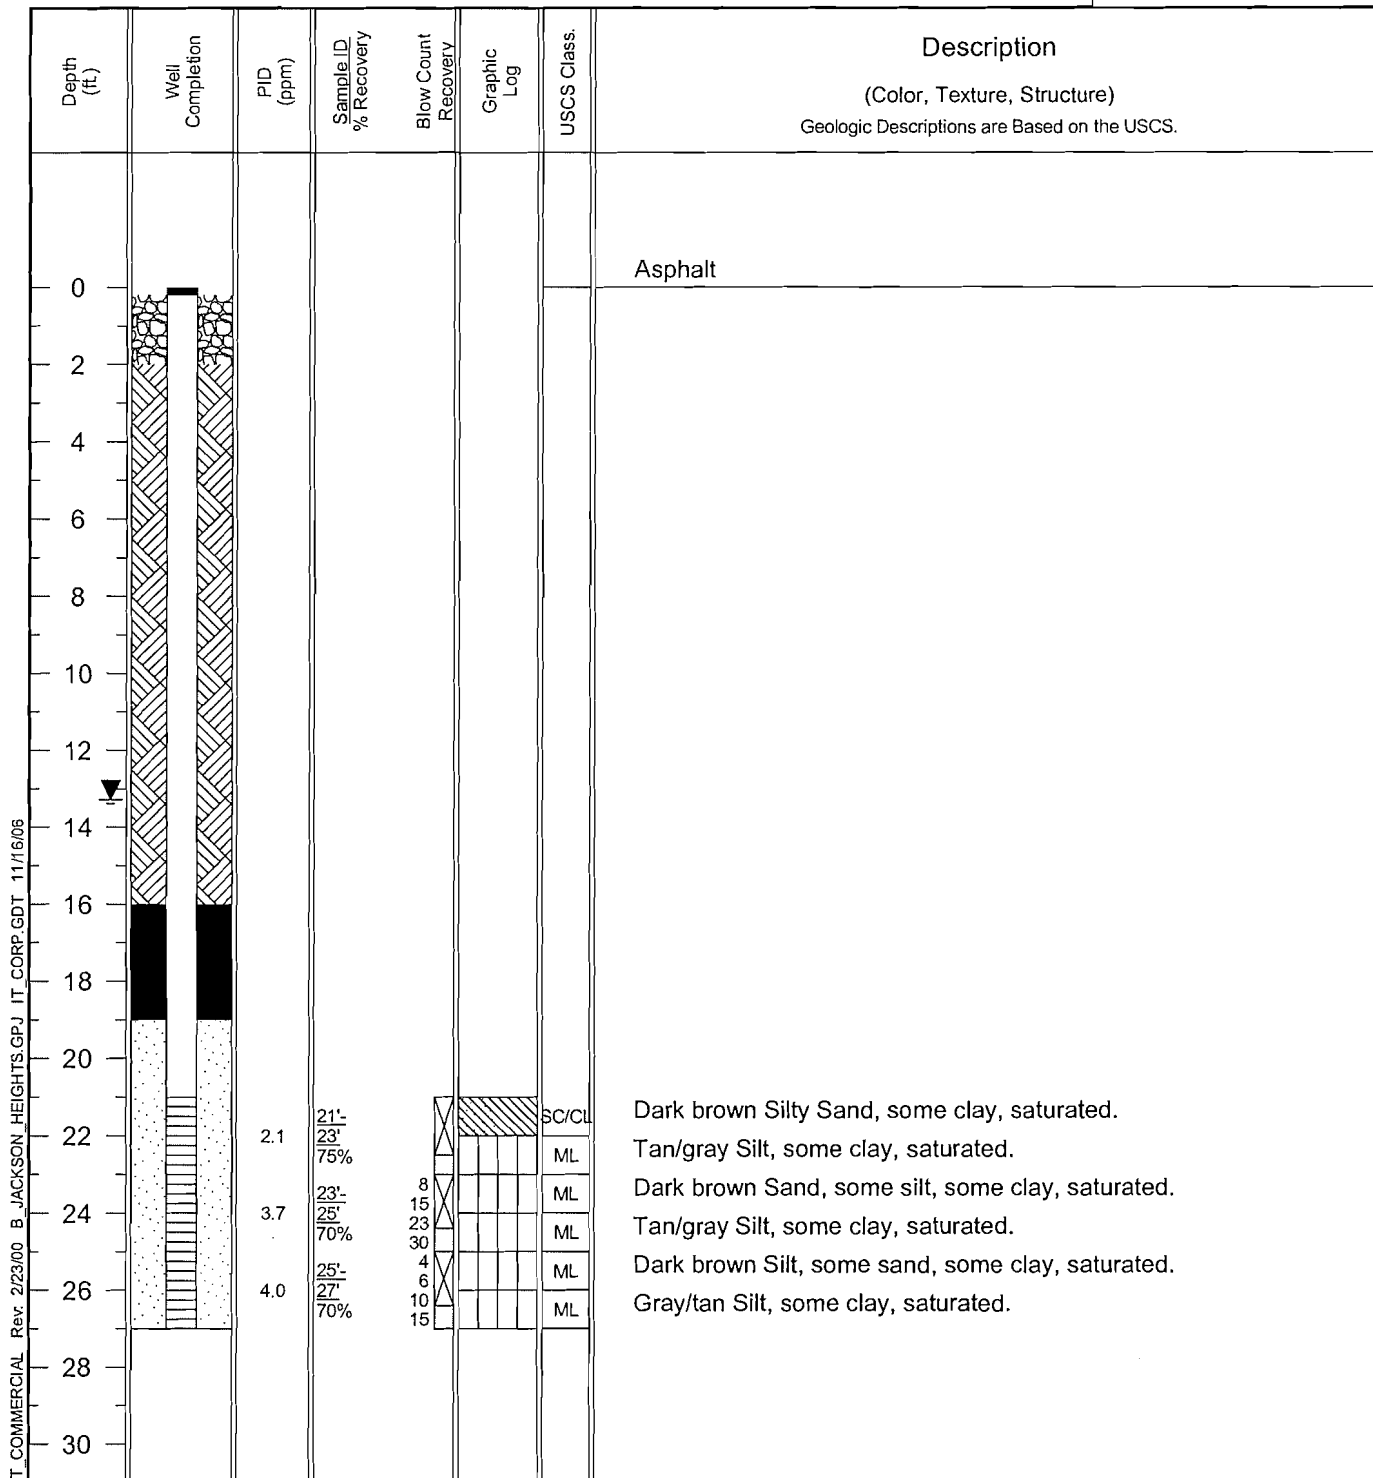 Depth
(ft.)
Well
Completion
PID
(ppm)
Sample ID
% Recovery
Blow Count
Recovery
Graphic
Log
USCS Class.
Description
(Color, Texture, Structure)
Geologic Descriptions are Based on the USCS.
Asphalt
0
2
4
6
8
10
12
14
16
18
20
21'-
SC/CL
Dark brown Silty Sand, some clay, saturated.
22
2.1
23'
75%
ML
Tan/gray Silt, some clay, saturated.
23'-
8
15
ML
Dark brown Sand, some silt, some clay, saturated.
24
3.7
25'
70%
23
30
ML
Tan/gray Silt, some clay, saturated.
25'-
4
6
ML
Dark brown Silt, some sand, some clay, saturated.
26
4.0
27'
70%
10
15
ML
Gray/tan Silt, some clay, saturated.
28
30
T_COMMERCIAL Rev. 2/23/00 B_JACKSON_HEIGHTS.GPJ IT_CORP.GDT 11/16/06